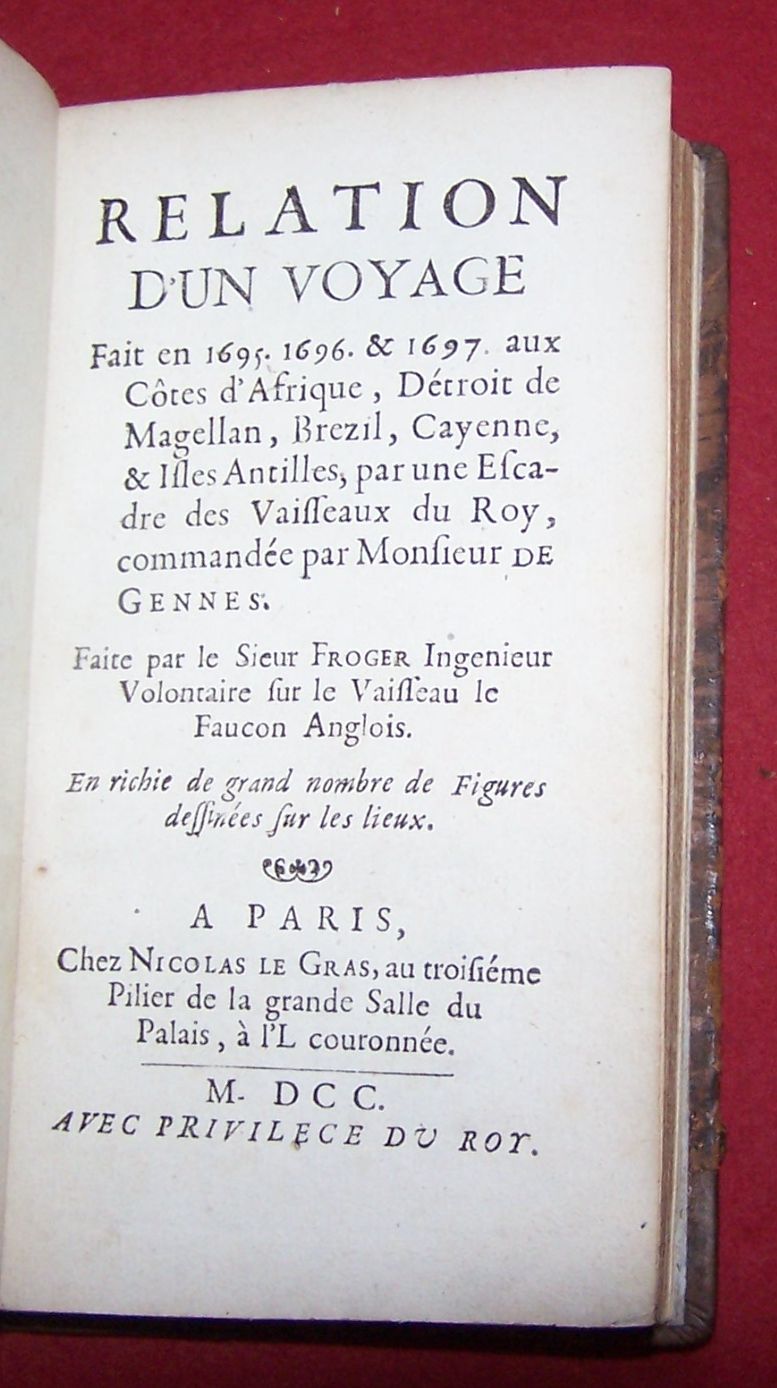 RELATION
D'UN VOYAGE
Fait en 1695. 1696. & 1697. aux
Côtes d'Afrique, Détroit de
Magellan, Brezil, Cayenne,
& Iſles Antilles, par une Eſca-
dre des Vaiſſeaux du Roy,
commandée par Monſieur DE
GENNES.
Faite par le Sieur FROGER Ingenieur
Volontaire ſur le Vaiſſeau le
Faucon Anglois.
En richie de grand nombre de Figures
deſſinées ſur les lieux.
A PARIS,
Chez NICOLAS LE GRAS, au troiſiéme
Pilier de la grande Salle du
Palais, à l'L couronnée.
M. DCC.
AVEC PRIVILECE DU ROY.